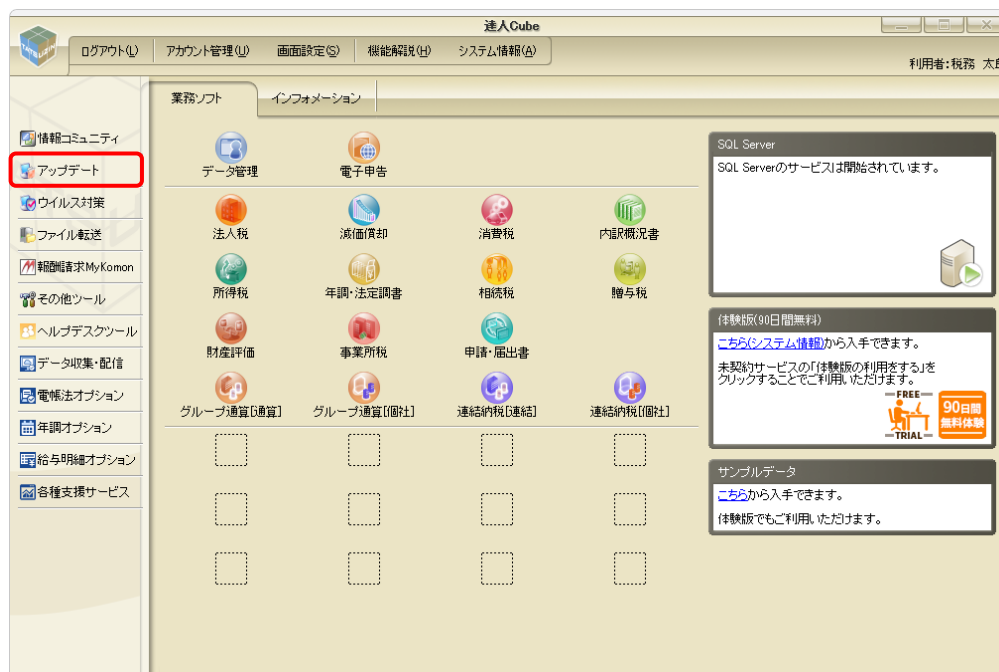 達人Cube
ログアウト(L)
アカウント管理(U)
画面設定(S)
機能解説(H)
システム情報(A)
利用者:税務 太郎
業務ソフト
インフォメーション
情報コミュニティ
アップデート
ウイルス対策
ファイル転送
報酬請求MyKomon
その他ツール
ヘルプデスクツール
データ収集・配信
電帳法オプション
年調オプション
給与明細オプション
各種支援サービス
データ管理
電子申告
法人税
減価償却
消費税
内訳概況書
所得税
年調・法定調書
相続税
贈与税
財産評価
事業所税
申請・届出書
グループ通算[通算]
グループ通算[個社]
連結納税[連結]
連結納税[個社]
SQL Server
SQL Serverのサービスは開始されています。
体験版(90日間無料)
こちら(システム情報)から入手できます。
未契約サービスの「体験版の利用をする」を
クリックすることでご利用いただけます。
FREE
TRIAL
90日間
無料体験
サンプルデータ
こちらから入手できます。
体験版でもご利用いただけます。